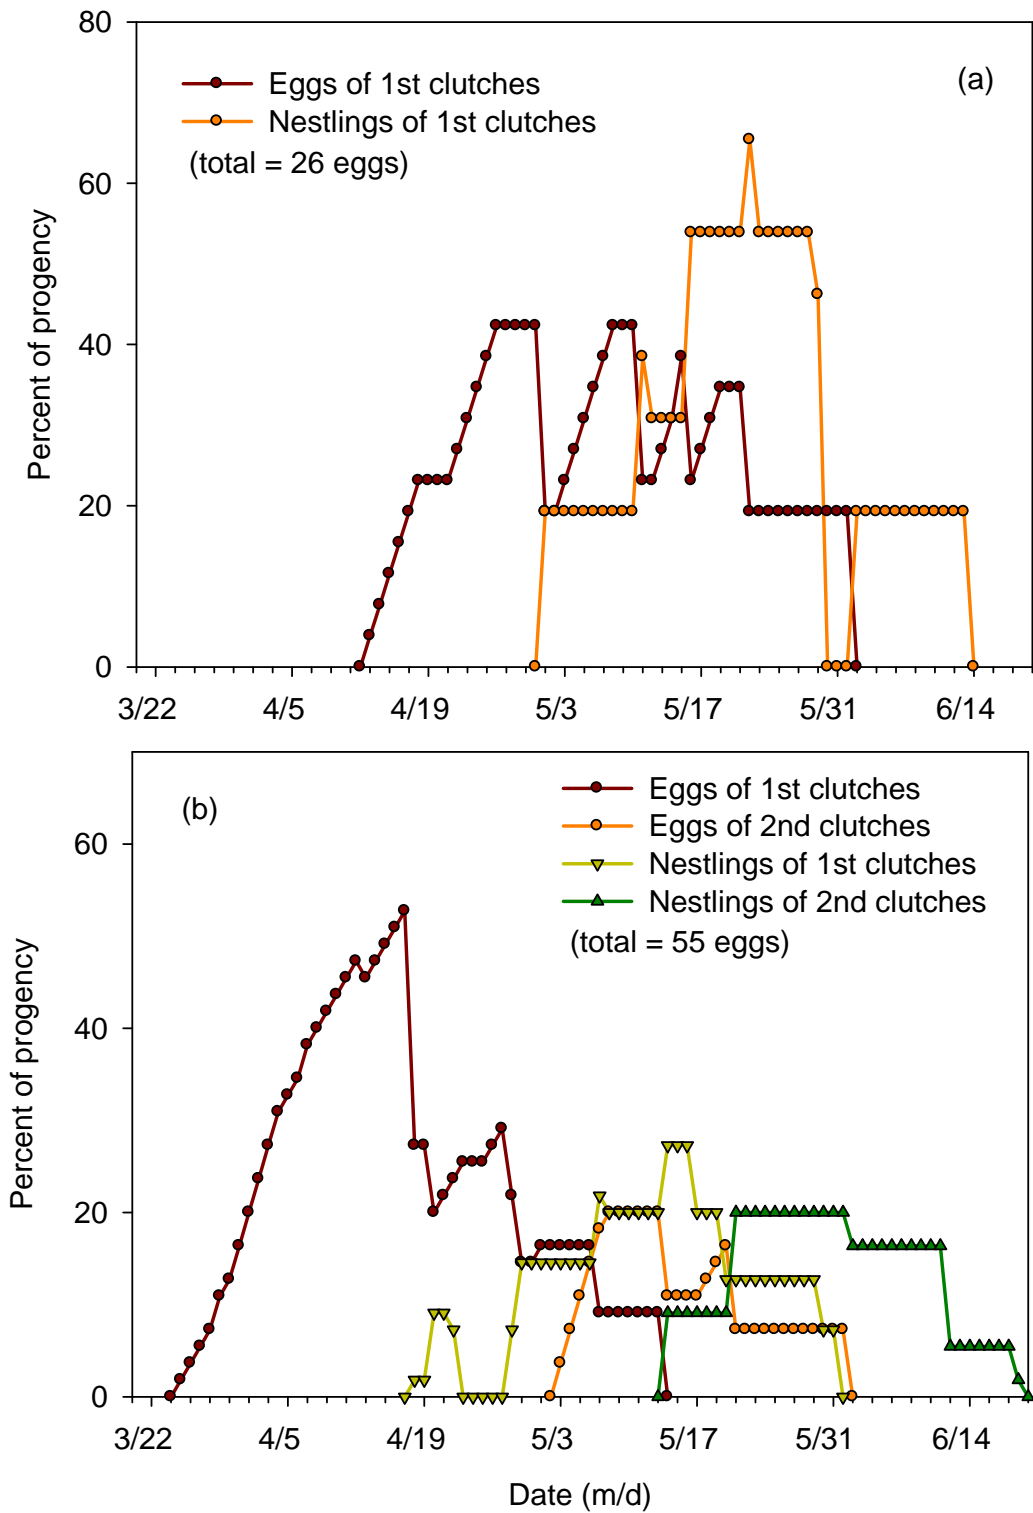 80
(a)
Eggs of 1st clutches
Nestlings of 1st clutches
(total = 26 eggs)
60
40
20
0
Percent of progency
3/22 4/5 4/19 5/3 5/17 5/31 6/14
(b)
Eggs of 1st clutches
Eggs of 2nd clutches
Nestlings of 1st clutches
Nestlings of 2nd clutches
(total = 55 eggs)
60
40
20
0
Percent of progency
3/22 4/5 4/19 5/3 5/17 5/31 6/14
Date (m/d)